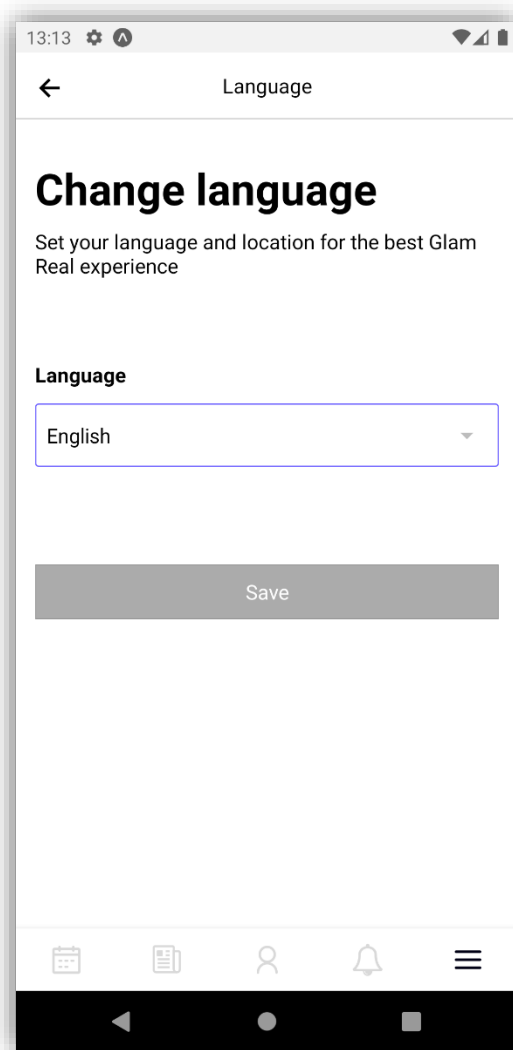 13:13
Language
Change language
Set your language and location for the best Glam
Real experience
Language
English
Save